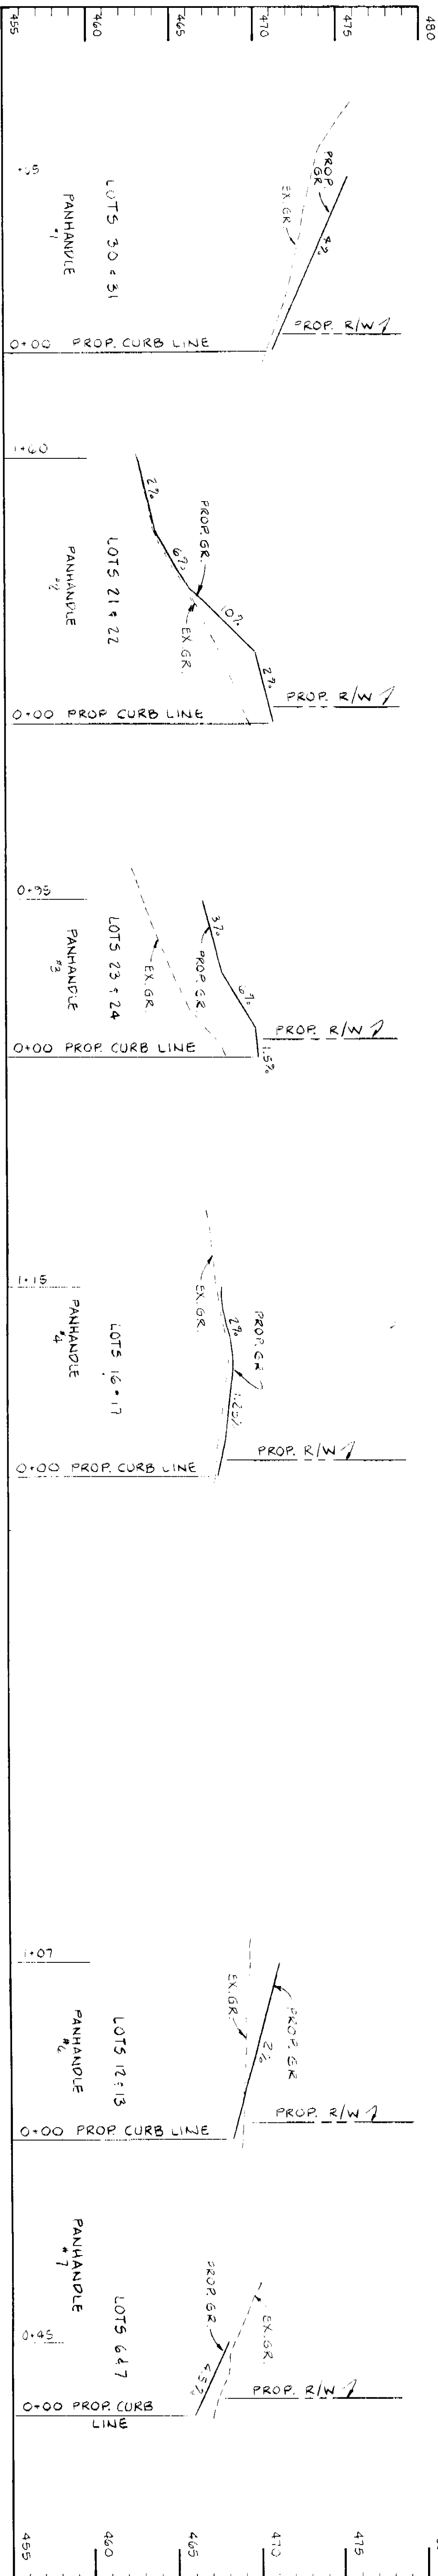 455
460
465
470
475
480
PROP.
GR.
EX. GR.
4%
LOTS 30 & 31
PANHANDLE
#1
PROP. R/W
0+00 PROP. CURB LINE
1+60
2%
6%
PROP. GR.
10%
EX. GR.
2%
LOTS 21 & 22
PANHANDLE
#2
PROP. R/W
0+00 PROP. CURB LINE
0+95
3%
PROP. GR.
EX. GR.
6%
1.5%
LOTS 23 & 24
PANHANDLE
#3
PROP. R/W
0+00 PROP. CURB LINE
1+15
EX. GR.
2%
PROP. GR
1.25%
LOTS 16 & 17
PANHANDLE
#4
PROP. R/W
0+00 PROP. CURB LINE
1+07
EX. GR.
PROP. GR
2%
LOTS 12 & 13
PANHANDLE
PROP. R/W
0+00 PROP. CURB LINE
PANHANDLE
#7
LOTS 6 & 7
0+45
PROP. GR.
EX. GR.
5.5%
PROP. R/W
0+00 PROP. CURB
LINE
455
460
465
470
475